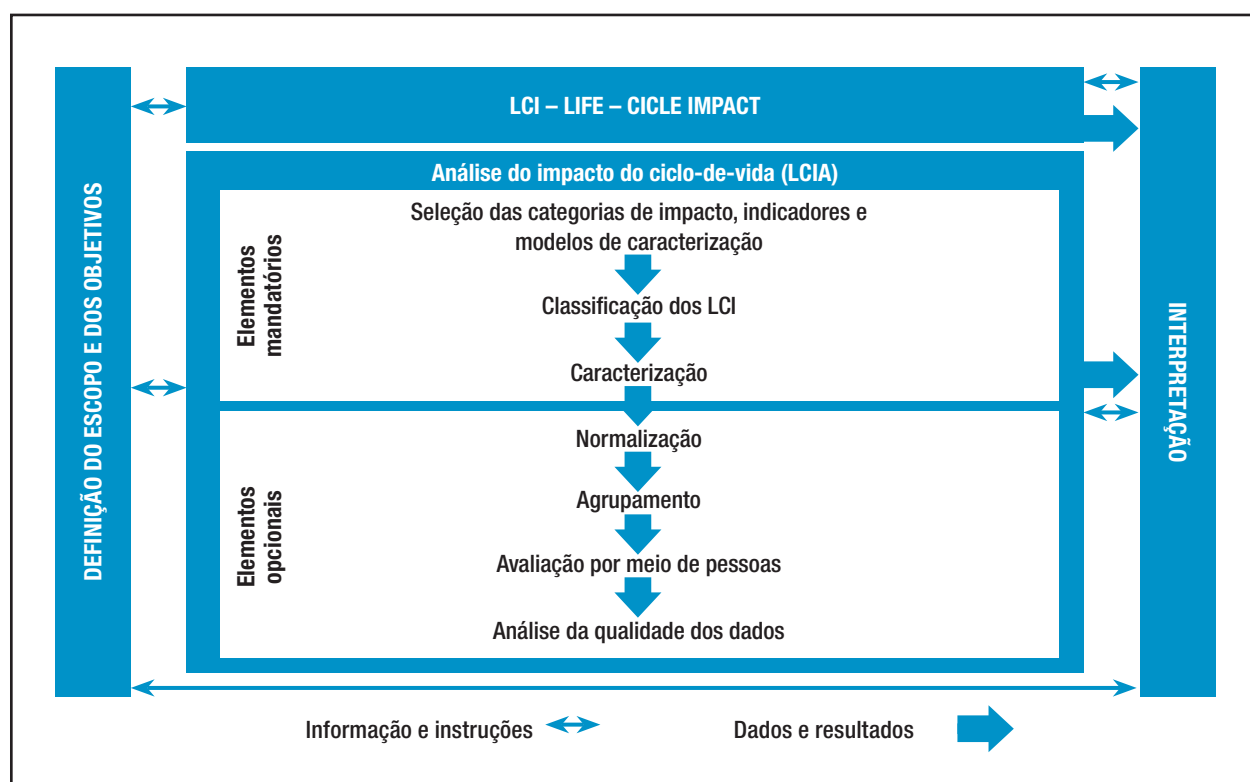 DEFINIÇÃO DO ESCOPO E DOS OBJETIVOS
LCI – LIFE – CICLE IMPACT
Análise do impacto do ciclo-de-vida (LCIA)
Elementos
mandatórios
Seleção das categorias de impacto, indicadores e
modelos de caracterização
Classificação dos LCI
Caracterização
Elementos
opcionais
Normalização
Agrupamento
Avaliação por meio de pessoas
Análise da qualidade dos dados
INTERPRETAÇÃO
Informação e instruções
Dados e resultados